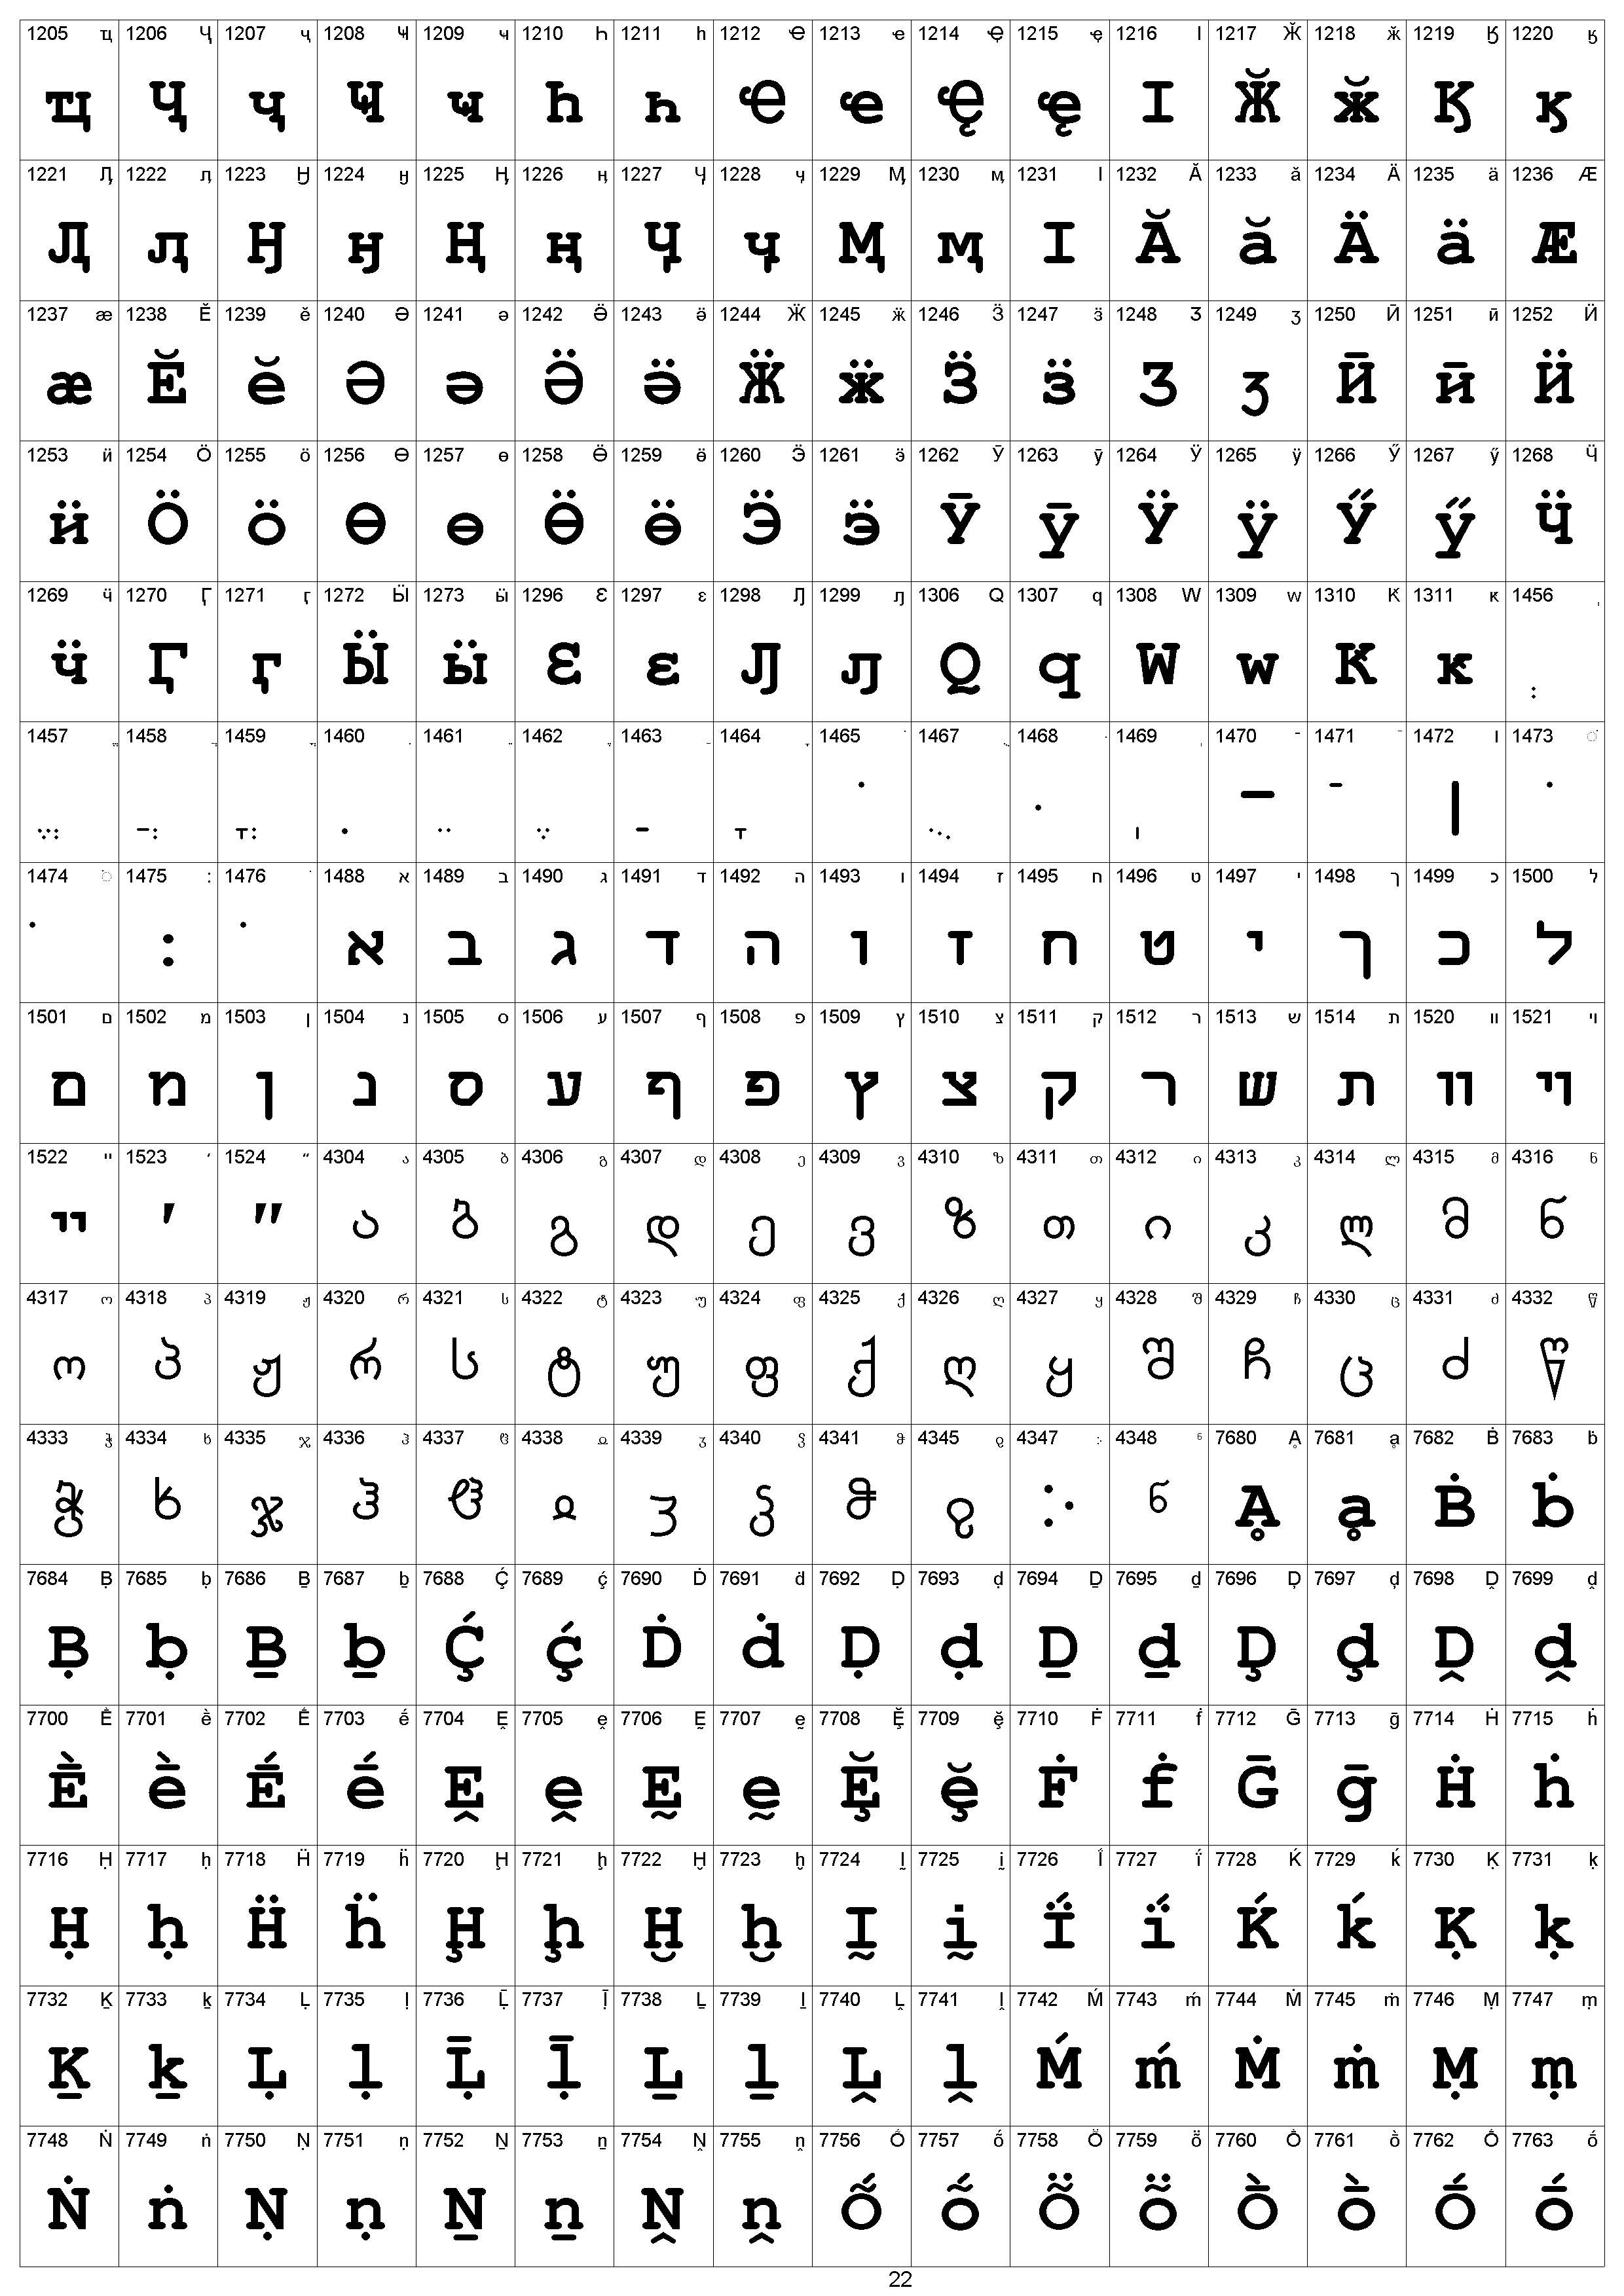 1205 ҵ 1206 Ҷ 1207 ҷ 1208 Ҹ 1209 ҹ 1210 Һ 1211 һ 1212 Ҽ 1213 ҽ 1214 Ҿ 1215 ҿ 1216 Ӏ 1217 Ӂ 1218 ӂ 1219 Ӄ 1220 ӄ
ҵ Ҷ ҷ Ҹ ҹ Һ һ Ҽ ҽ Ҿ ҿ Ӏ Ӂ ӂ Ӄ ӄ
1221 Ӆ 1222 ӆ 1223 Ӈ 1224 ӈ 1225 Ӊ 1226 ӊ 1227 Ӌ 1228 ӌ 1229 Ӎ 1230 ӎ 1231 ӏ 1232 Ӑ 1233 ӑ 1234 Ӓ 1235 ӓ 1236 Ӕ
Ӆ ӆ Ӈ ӈ Ӊ ӊ Ӌ ӌ Ӎ ӎ ӏ Ӑ ӑ Ӓ ӓ Ӕ
1237 ӕ 1238 Ӗ 1239 ӗ 1240 Ә 1241 ә 1242 Ӛ 1243 ӛ 1244 Ӝ 1245 ӝ 1246 Ӟ 1247 ӟ 1248 Ӡ 1249 ӡ 1250 Ӣ 1251 ӣ 1252 Ӥ
ӕ Ӗ ӗ Ә ә Ӛ ӛ Ӝ ӝ Ӟ ӟ Ӡ ӡ Ӣ ӣ Ӥ
1253 ӥ 1254 Ӧ 1255 ӧ 1256 Ө 1257 ө 1258 Ӫ 1259 ӫ 1260 Ӭ 1261 ӭ 1262 Ӯ 1263 ӯ 1264 Ӱ 1265 ӱ 1266 Ӳ 1267 ӳ 1268 Ӵ
ӥ Ӧ ӧ Ө ө Ӫ ӫ Ӭ ӭ Ӯ ӯ Ӱ ӱ Ӳ ӳ Ӵ
1269 ӵ 1270 Ӷ 1271 ӷ 1272 Ӹ 1273 ӹ 1296 Ԑ 1297 ԑ 1298 Ԓ 1299 ԓ 1306 Ԛ 1307 ԛ 1308 Ԝ 1309 ԝ 1310 Ԟ 1311 ԟ 1456 ְ
ӵ Ӷ ӷ Ӹ ӹ Ԑ ԑ Ԓ ԓ Ԛ ԛ Ԝ ԝ Ԟ ԟ ְ
1457 ֱ 1458 ֲ 1459 ֳ 1460 ִ 1461 ֵ 1462 ֶ 1463 ַ 1464 ָ 1465 ֹ 1467 ֻ 1468 ּ 1469 ֽ 1470 ־ 1471 ֿ 1472 ׀ 1473 ׁ
ֱ ֲ ֳ ִ ֵ ֶ ַ ָ ֹ ֻ ּ ֽ ־ ֿ ׀ ׁ
1474 ׂ 1475 ׃ 1476 ׄ 1488 א 1489 ב 1490 ג 1491 ד 1492 ה 1493 ו 1494 ז 1495 ח 1496 ט 1497 י 1498 ך 1499 כ 1500 ל
ׂ ׃ ׄ א ב ג ד ה ו ז ח ט י ך כ ל
1501 ם 1502 מ 1503 ן 1504 נ 1505 ס 1506 ע 1507 ף 1508 פ 1509 ץ 1510 צ 1511 ק 1512 ר 1513 ש 1514 ת 1520 װ 1521 ױ
ם מ ן נ ס ע ף פ ץ צ ק ר ש ת װ ױ
1522 ײ 1523 ׳ 1524 ״ 4304 ა 4305 ბ 4306 გ 4307 დ 4308 ე 4309 ვ 4310 ზ 4311 თ 4312 ი 4313 კ 4314 ლ 4315 მ 4316 ნ
ײ ׳ ״ ა ბ გ დ ე ვ ზ თ ი კ ლ მ ნ
4317 ო 4318 პ 4319 ჟ 4320 რ 4321 ს 4322 ტ 4323 უ 4324 ფ 4325 ქ 4326 ღ 4327 ყ 4328 შ 4329 ჩ 4330 ც 4331 ძ 4332 წ
ო პ ჟ რ ს ტ უ ფ ქ ღ ყ შ ჩ ც ძ წ
4333 ჭ 4334 ხ 4335 ჯ 4336 ჰ 4337 ჱ 4338 ჲ 4339 ჳ 4340 ჴ 4341 ჵ 4345 ჹ 4347 ჻ 4348 ჼ 7680 Ḁ 7681 ḁ 7682 Ḃ 7683 ḃ
ჭ ხ ჯ ჰ ჱ ჲ ჳ ჴ ჵ ჹ ჻ ჼ Ḁ ḁ Ḃ ḃ
7684 Ḅ 7685 ḅ 7686 Ḇ 7687 ḇ 7688 Ḉ 7689 ḉ 7690 Ḋ 7691 ḋ 7692 Ḍ 7693 ḍ 7694 Ḏ 7695 ḏ 7696 Ḑ 7697 ḑ 7698 Ḓ 7699 ḓ
Ḅ ḅ Ḇ ḇ Ḉ ḉ Ḋ ḋ Ḍ ḍ Ḏ ḏ Ḑ ḑ Ḓ ḓ
7700 Ḕ 7701 ḕ 7702 Ḗ 7703 ḗ 7704 Ḙ 7705 ḙ 7706 Ḛ 7707 ḛ 7708 Ḝ 7709 ḝ 7710 Ḟ 7711 ḟ 7712 Ḡ 7713 ḡ 7714 Ḣ 7715 ḣ
Ḕ ḕ Ḗ ḗ Ḙ ḙ Ḛ ḛ Ḝ ḝ Ḟ ḟ Ḡ ḡ Ḣ ḣ
7716 Ḥ 7717 ḥ 7718 Ḧ 7719 ḧ 7720 Ḩ 7721 ḩ 7722 Ḫ 7723 ḫ 7724 Ḭ 7725 ḭ 7726 Ḯ 7727 ḯ 7728 Ḱ 7729 ḱ 7730 Ḳ 7731 ḳ
Ḥ ḥ Ḧ ḧ Ḩ ḩ Ḫ ḫ Ḭ ḭ Ḯ ḯ Ḱ ḱ Ḳ ḳ
7732 Ḵ 7733 ḵ 7734 Ḷ 7735 ḷ 7736 Ḹ 7737 ḹ 7738 Ḻ 7739 ḻ 7740 Ḽ 7741 ḽ 7742 Ḿ 7743 ḿ 7744 Ṁ 7745 ṁ 7746 Ṃ 7747 ṃ
Ḵ ḵ Ḷ ḷ Ḹ ḹ Ḻ ḻ Ḽ ḽ Ḿ ḿ Ṁ ṁ Ṃ ṃ
7748 Ṅ 7749 ṅ 7750 Ṇ 7751 ṇ 7752 Ṉ 7753 ṉ 7754 Ṋ 7755 ṋ 7756 Ṍ 7757 ṍ 7758 Ṏ 7759 ṏ 7760 Ṑ 7761 ṑ 7762 Ṓ 7763 ṓ
Ṅ ṅ Ṇ ṇ Ṉ ṉ Ṋ ṋ Ṍ ṍ Ṏ ṏ Ṑ ṑ Ṓ ṓ
22